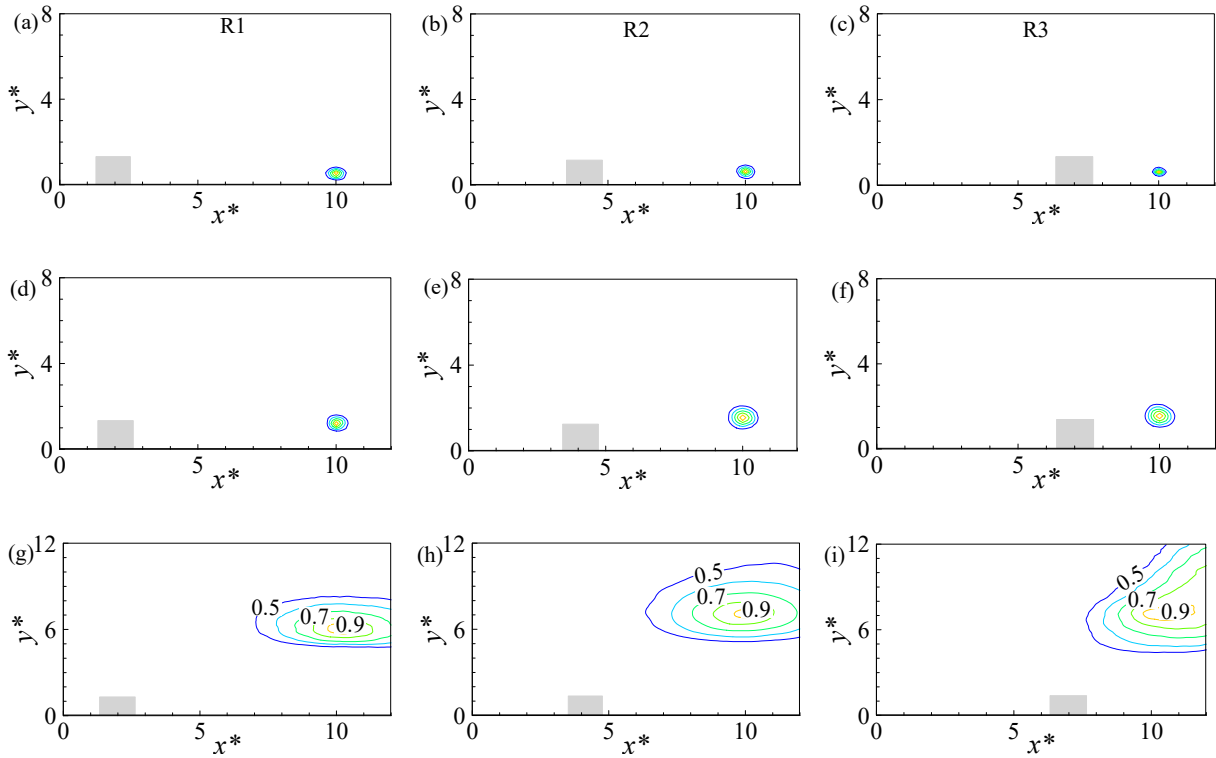 (a) 8 R1
y* 4
0
0 5 10
x*
(b) 8 R2
y* 4
0
0 5 10
x*
(c) 8 R3
y* 4
0
0 5 10
x*
(d) 8
y* 4
0
0 5 10
x*
(e) 8
y* 4
0
0 5 10
x*
(f) 8
y* 4
0
0 5 10
x*
(g) 12
y* 6
0.5 0.7 0.9
0
0 5 10
x*
(h) 12
0.5
y* 6
0.7 0.9
0
0 5 10
x*
(i) 12
0.5
y* 6
0.7 0.9
0
0 5 10
x*